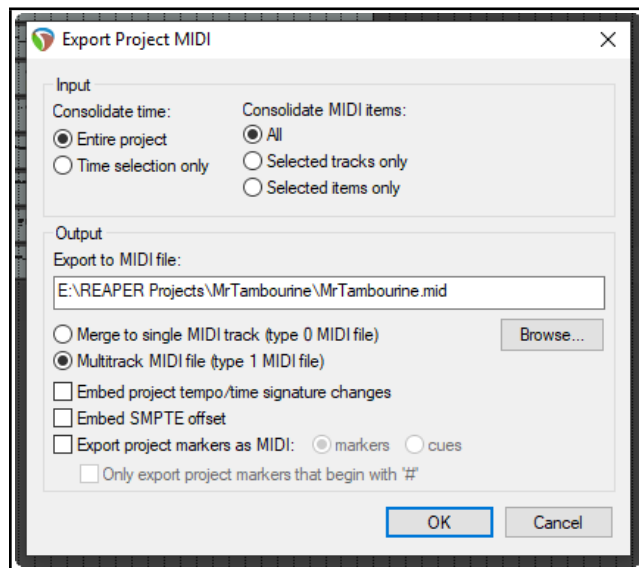 Export Project MIDI
Input
Consolidate time:
Entire project
Time selection only
Consolidate MIDI items:
All
Selected tracks only
Selected items only
Output
Export to MIDI file:
E:\REAPER Projects\MrTambourine\MrTambourine.mid
Merge to single MIDI track (type 0 MIDI file)
Browse...
Multitrack MIDI file (type 1 MIDI file)
Embed project tempo/time signature changes
Embed SMPTE offset
Export project markers as MIDI: markers cues
Only export project markers that begin with '#'
OK Cancel